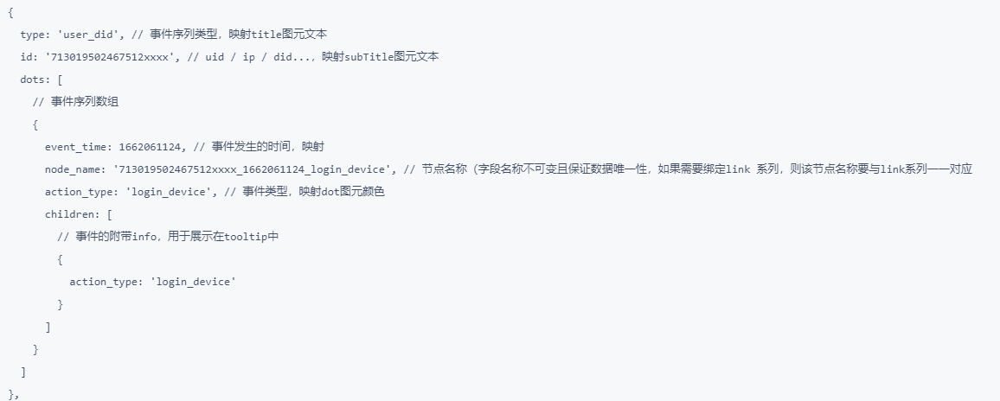 {
  type: 'user_did', // 事件序列类型，映射title图元文本
  id: '713019502467512xxxx', // uid / ip / did...，映射subTitle图元文本
  dots: [
    // 事件序列数组
    {
      event_time: 1662061124, // 事件发生的时间，映射
      node_name: '713019502467512xxxx_1662061124_login_device', // 节点名称（字段名称不可变且保证数据唯一性，如果需要绑定link 系列，则该节点名称要与link系列一一对应
      action_type: 'login_device', // 事件类型，映射dot图元颜色
      children: [
        // 事件的附带info，用于展示在tooltip中
        {
          action_type: 'login_device'
        }
      ]
    }
  ]
},